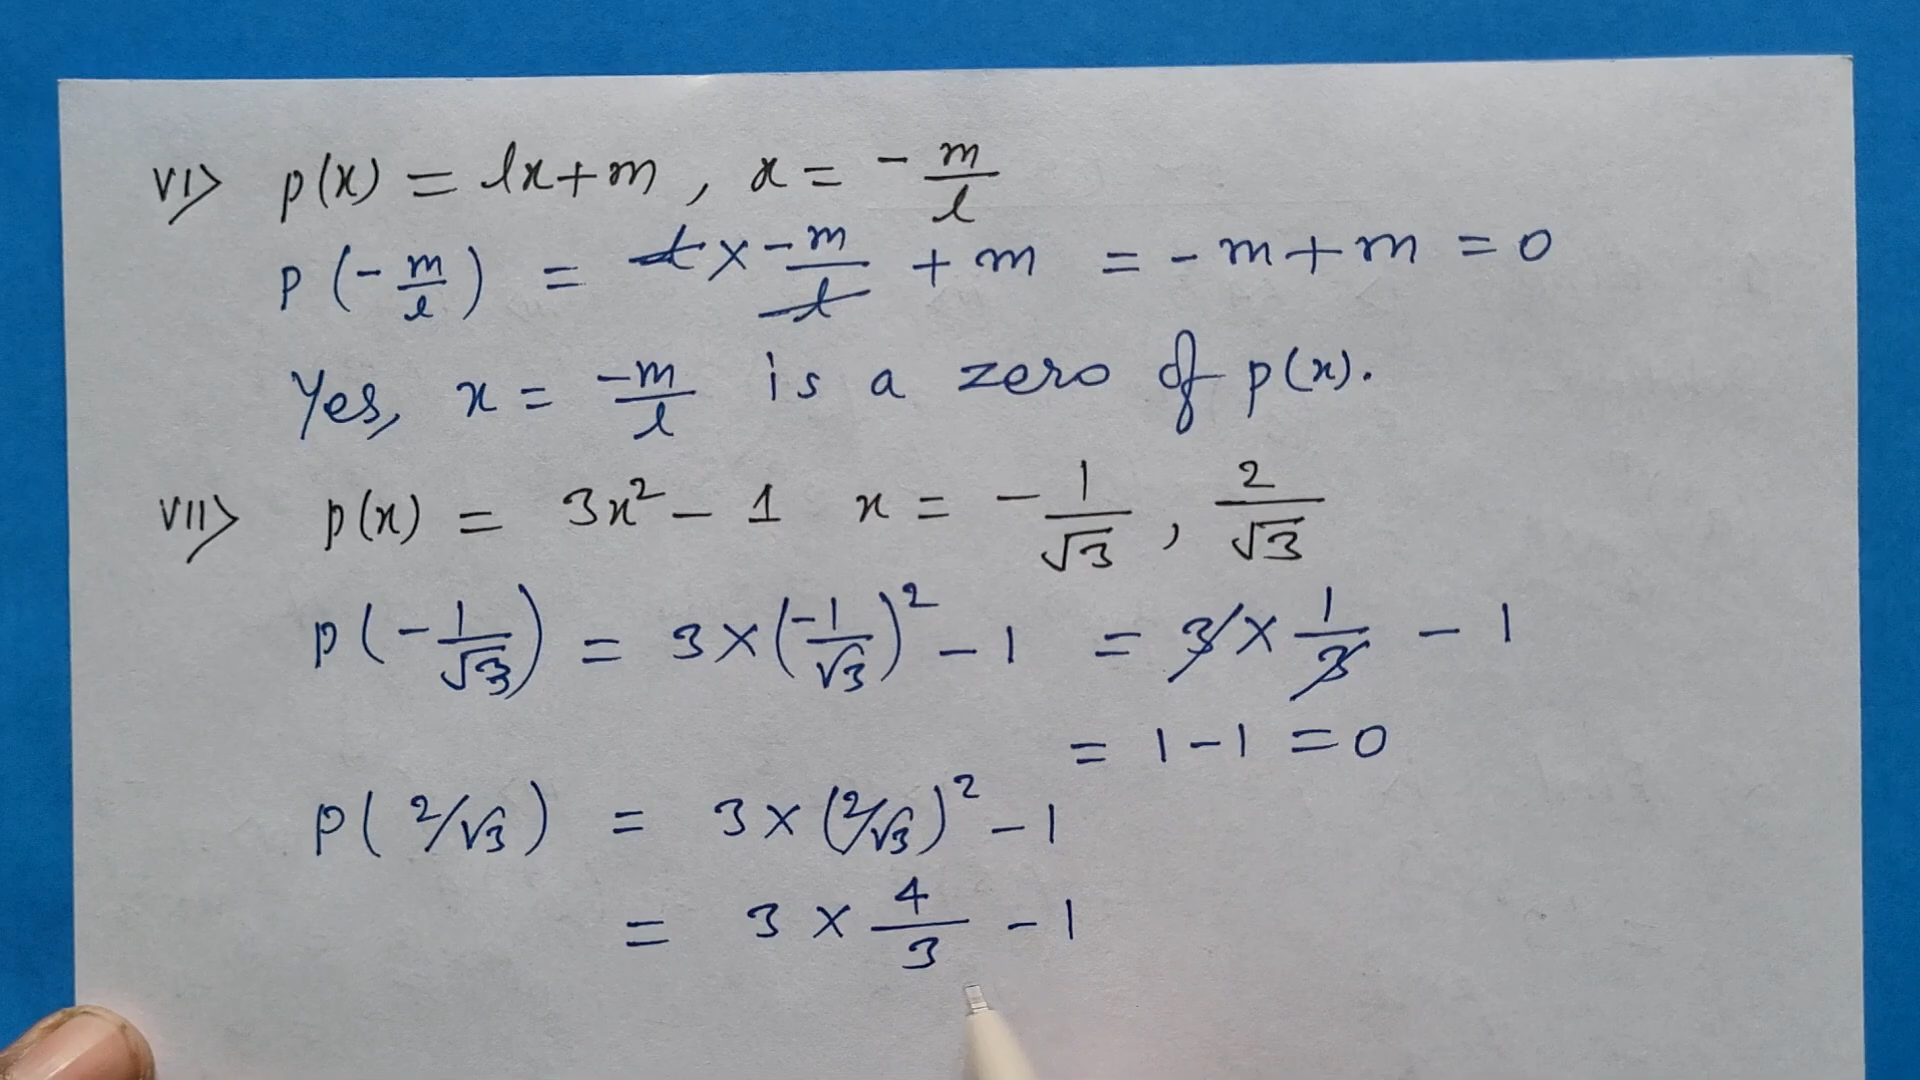 VI> p(x) = lx+m, x = -m/l
P(-m/l) = l×-m/l + m = -m+m = 0
Yes, x = -m/l is a zero of p(x).
VII> p(x) = 3x²-1 x = -1/√3, 2/√3
P(-1/√3) = 3×(-1/√3)²-1 = 3×1/3-1
= 1-1=0
P(2/√3) = 3×(2/√3)²-1
= 3×4/3-1